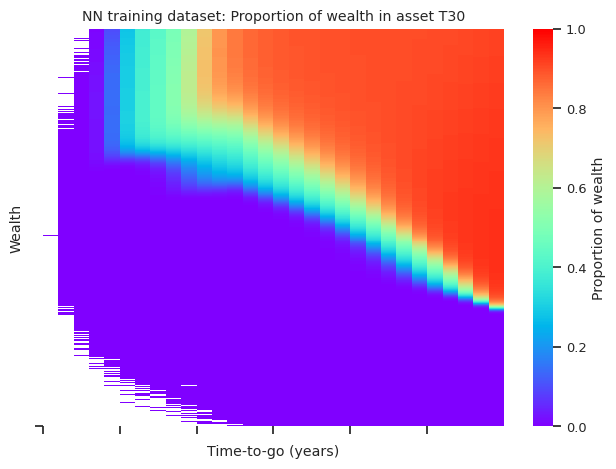 NN training dataset: Proportion of wealth in asset T30
1.0
0.8
0.6
0.4
0.2
0.0
Proportion of wealth
Wealth
Time-to-go (years)